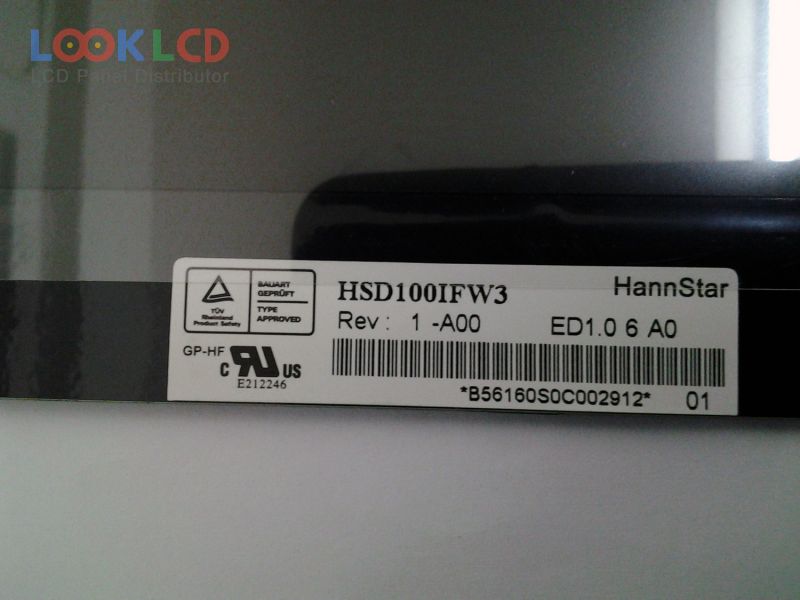 LOOKLCD
LCD Panel Distributor
TÜV
Rheinland
Product Safety
BAUART
GEPRÜFT
TYPE
APPROVED
HSD100IFW3
HannStar
Rev: 1 -A00
ED1.0 6 A0
GP-HF
C RU US
E212246
*B56160S0C002912*
01